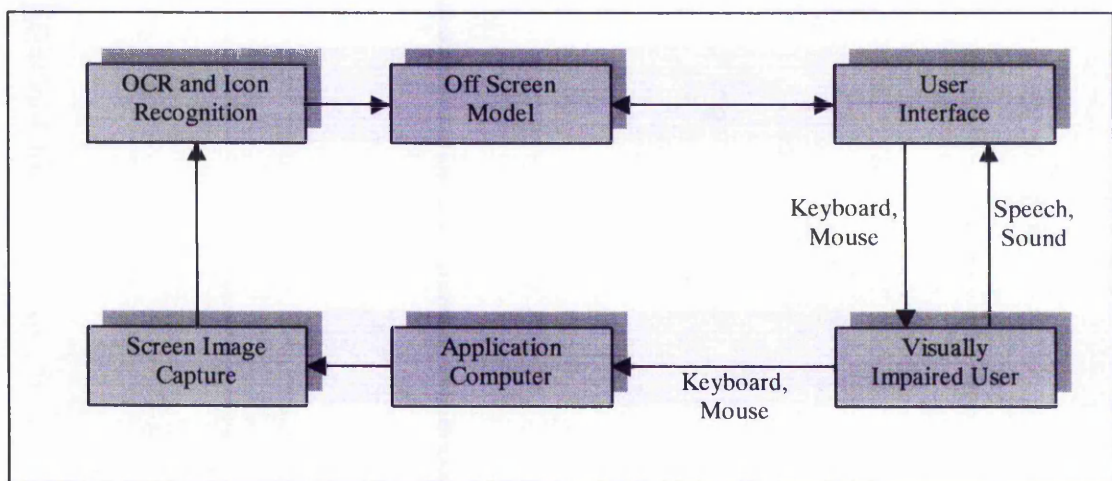 OCR and Icon
Recognition
Off Screen
Model
User
Interface
Keyboard,
Mouse
Speech,
Sound
Screen Image
Capture
Application
Computer
Keyboard,
Mouse
Visually
Impaired User